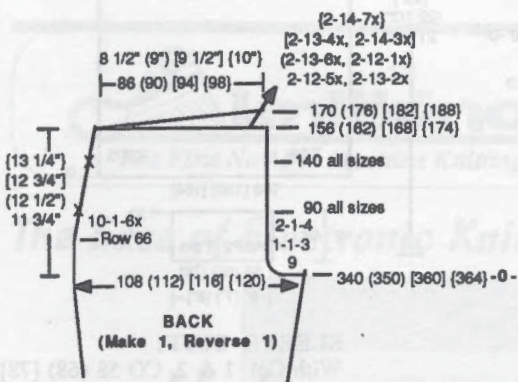 {2-14-7x}
[2-13-4x, 2-14-3x]
(2-13-6x, 2-12-1x)
2-12-5x, 2-13-2x
8 1/2" (9") [9 1/2"] {10"}
86 (90) [94] {98}
170 (176) [182] {188}
156 (162) [168] {174}
140 all sizes
{13 1/4"}
[12 3/4"]
(12 1/2")
11 3/4"
90 all sizes
10-1-6x
Row 66
2-1-4
1-1-3
9
340 (350) [360] {364} -0-
108 (112) [116] {120}
BACK
(Make 1, Reverse 1)